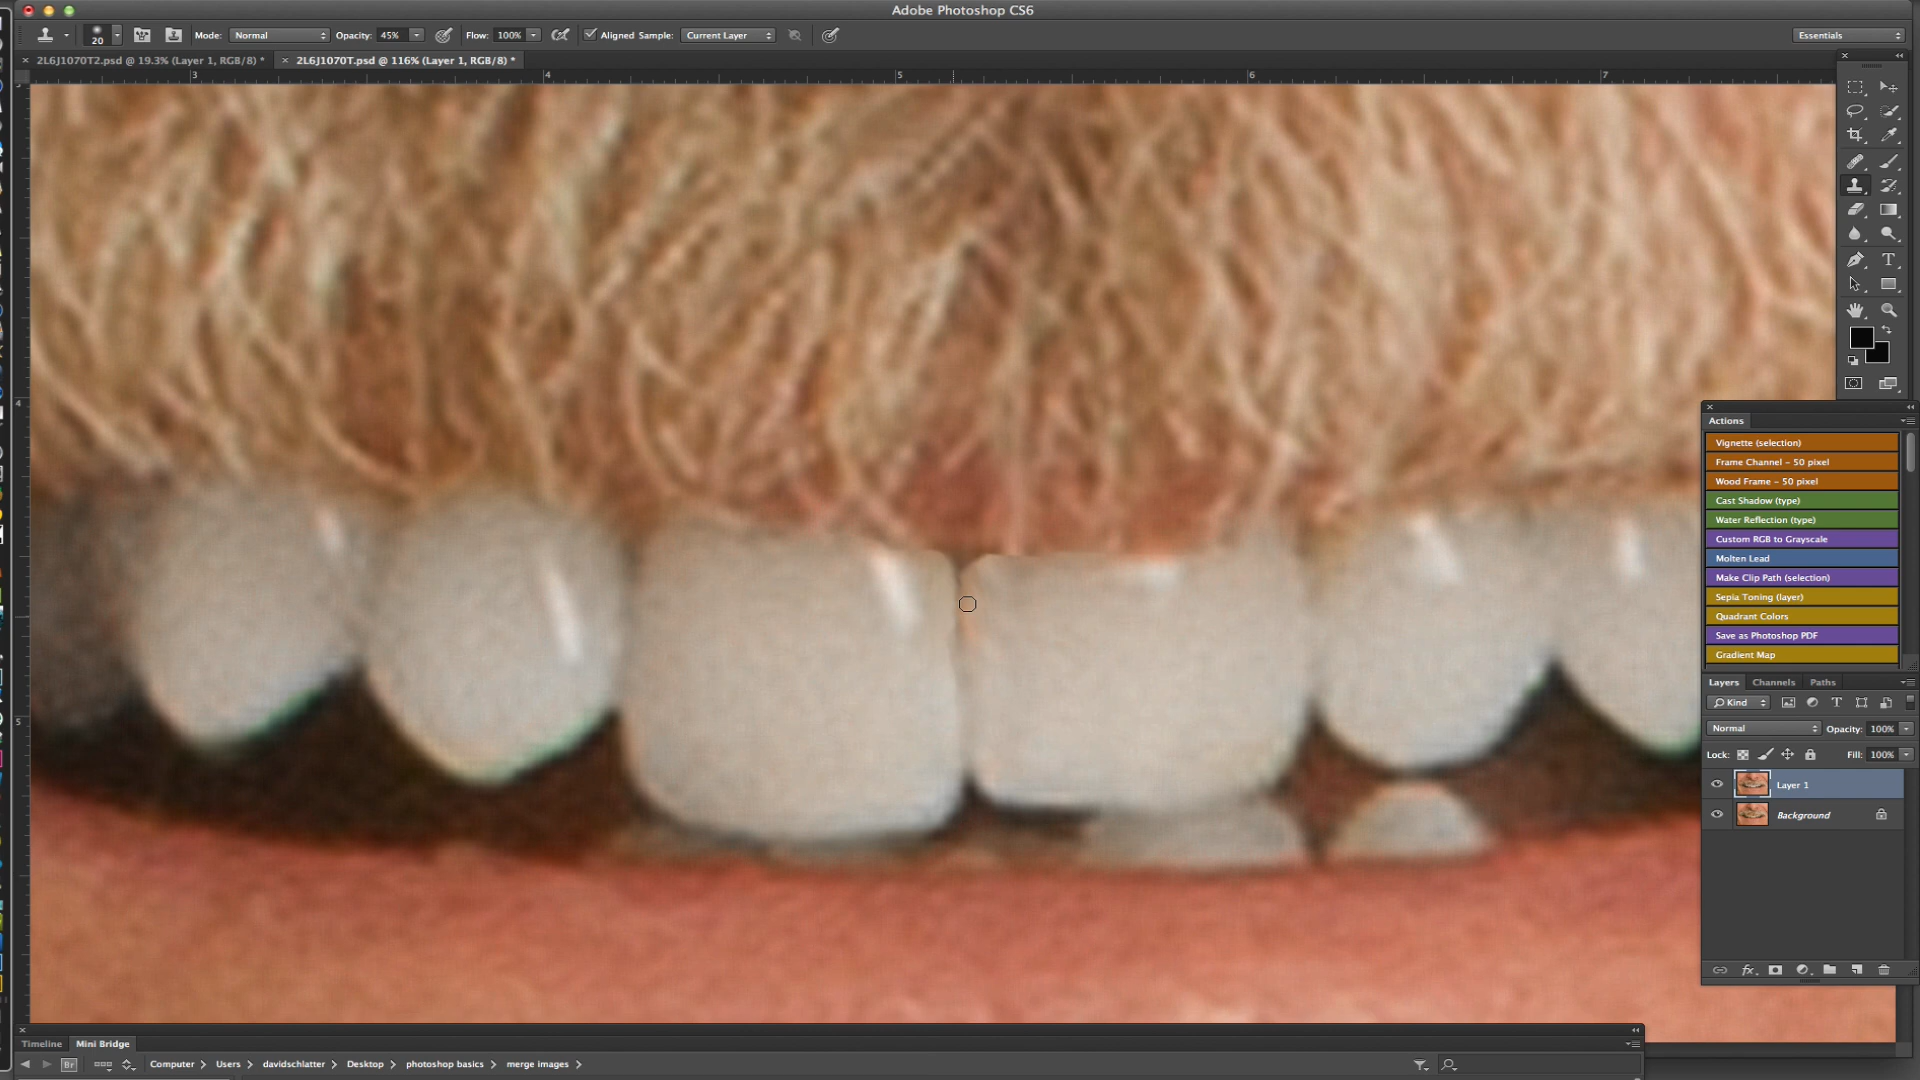 Adobe Photoshop CS6
20 Mode: Normal Opacity: 45% Flow: 100% Aligned Sample: Current Layer Essentials
2L6J1070T2.psd @ 19.3% (Layer 1, RGB/8) * 2L6J1070T.psd @ 116% (Layer 1, RGB/8) *
3 4 5 6 7
4
5
Actions
Vignette (selection)
Frame Channel - 50 pixel
Wood Frame - 50 pixel
Cast Shadow (type)
Water Reflection (type)
Custom RGB to Grayscale
Molten Lead
Make Clip Path (selection)
Sepia Toning (layer)
Quadrant Colors
Save as Photoshop PDF
Gradient Map
Layers Channels Paths
Kind
Normal Opacity: 100%
Lock: Fill: 100%
Layer 1
Background
fx
Timeline Mini Bridge
Br Computer Users davidschlatter Desktop photoshop basics merge images